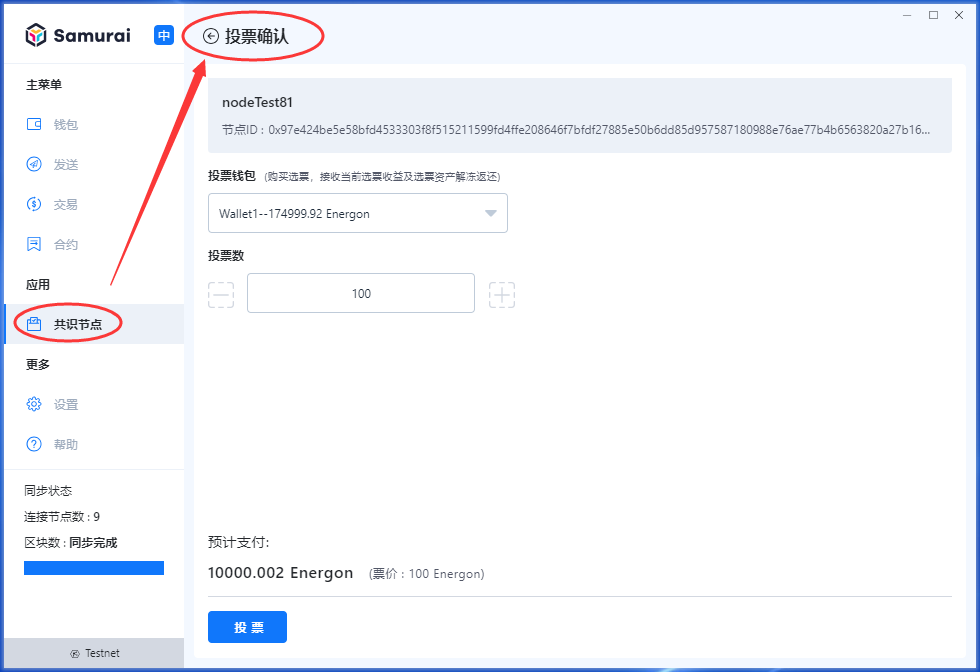 Samurai
中
投票确认
主菜单
钱包
发送
交易
合约
应用
共识节点
更多
设置
帮助
同步状态
连接节点数 : 9
区块数 : 同步完成
Testnet
nodeTest81
节点ID : 0x97e424be5e58bfd4533303f8f515211599fd4ffe208646f7bfdf27885e50b6dd85d957587180988e76ae77b4b6563820a27b16...
投票钱包 (购买选票，接收当前选票收益及选票资产解冻返还)
Wallet1--174999.92 Energon
投票数
100
预计支付:
10000.002 Energon (票价 : 100 Energon)
投 票